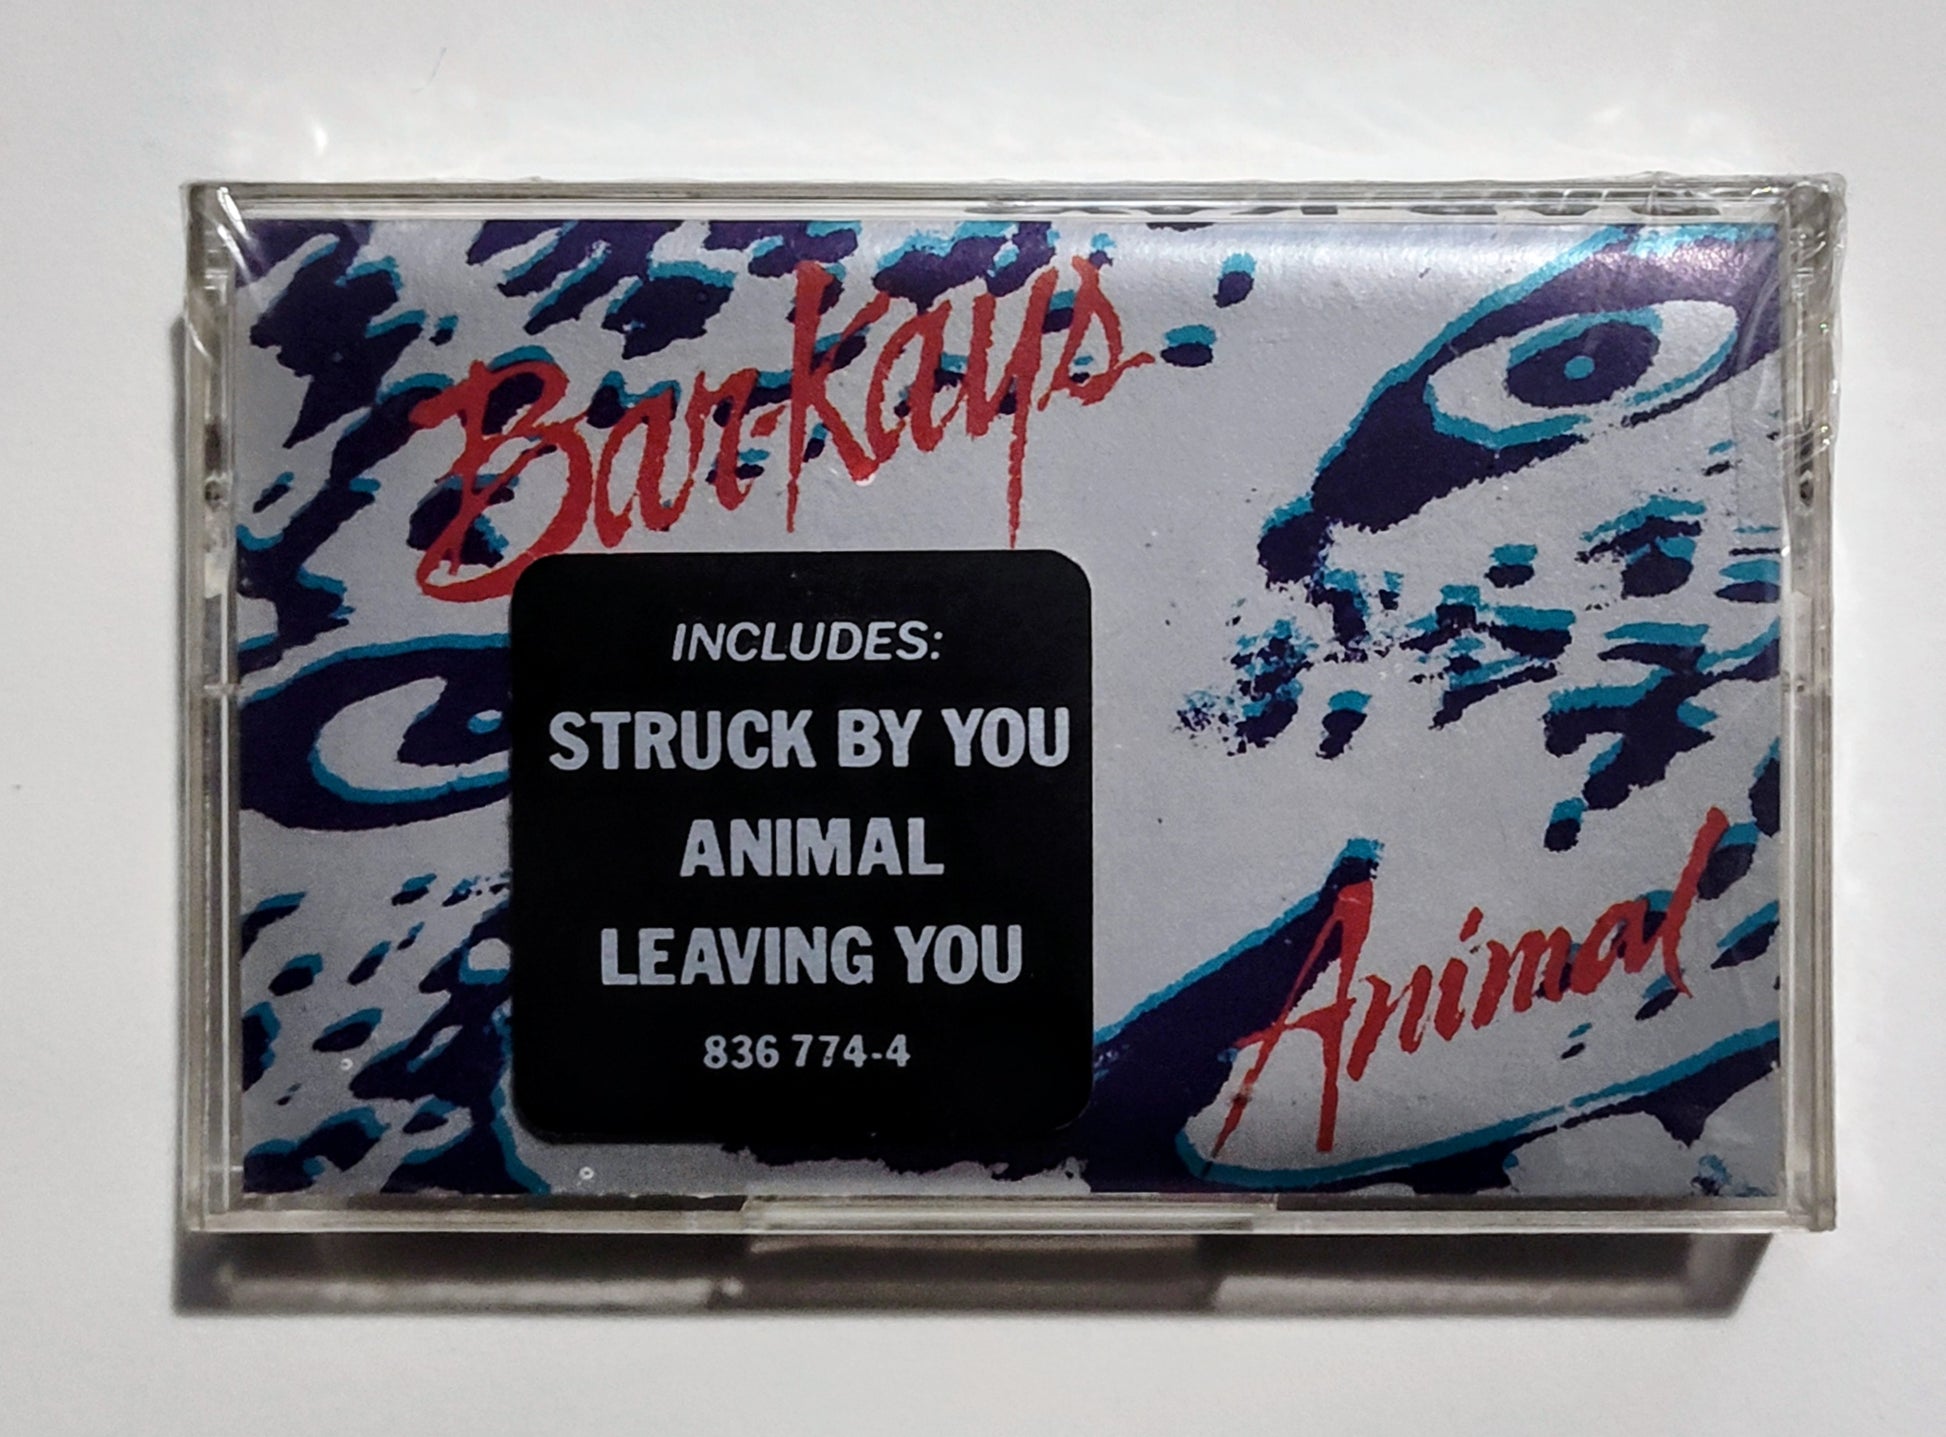 Bar-Kays
INCLUDES:
STRUCK BY YOU
ANIMAL
LEAVING YOU
836 774-4
Animal